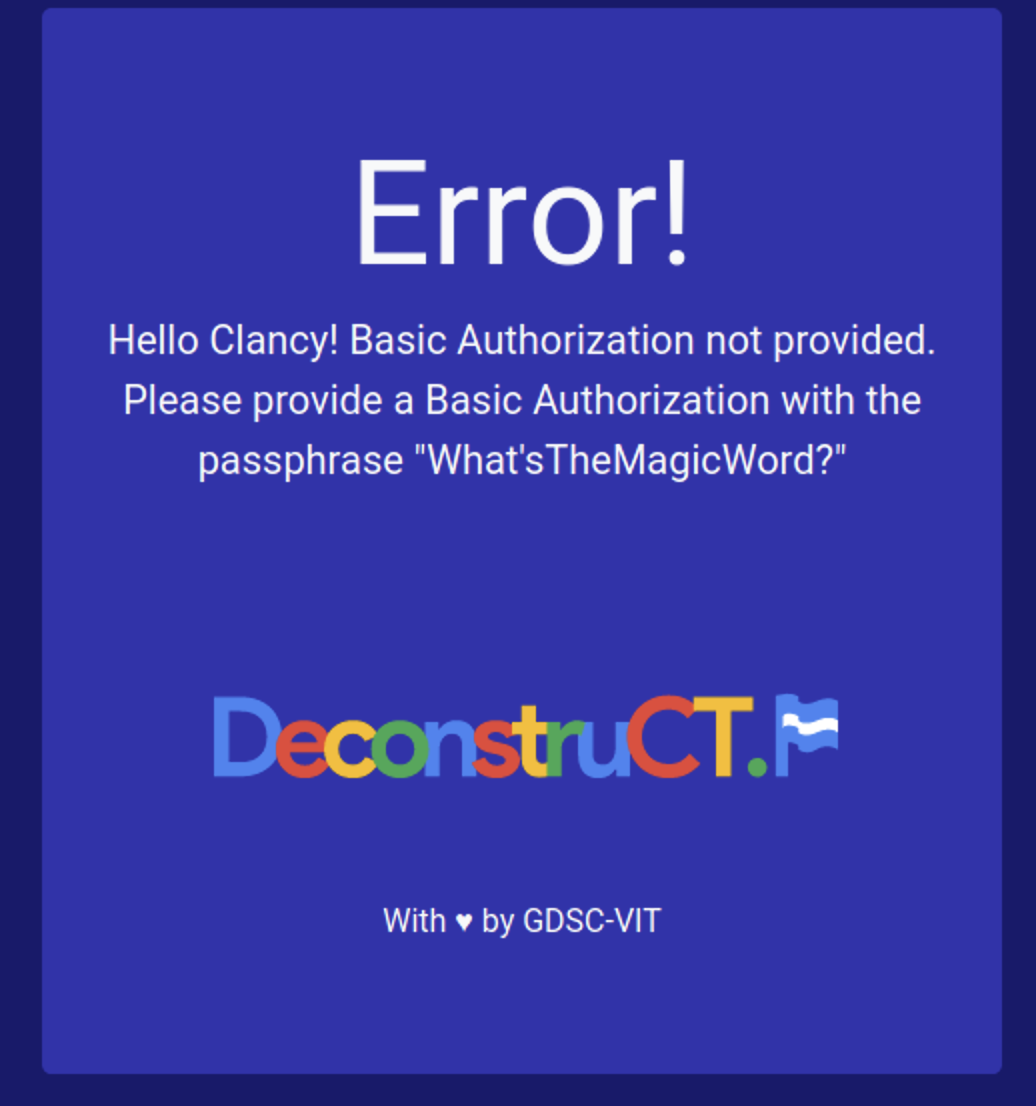 Error!
Hello Clancy! Basic Authorization not provided.
Please provide a Basic Authorization with the
passphrase "What'sTheMagicWord?"
DeconstruCT.F
With ♥ by GDSC-VIT